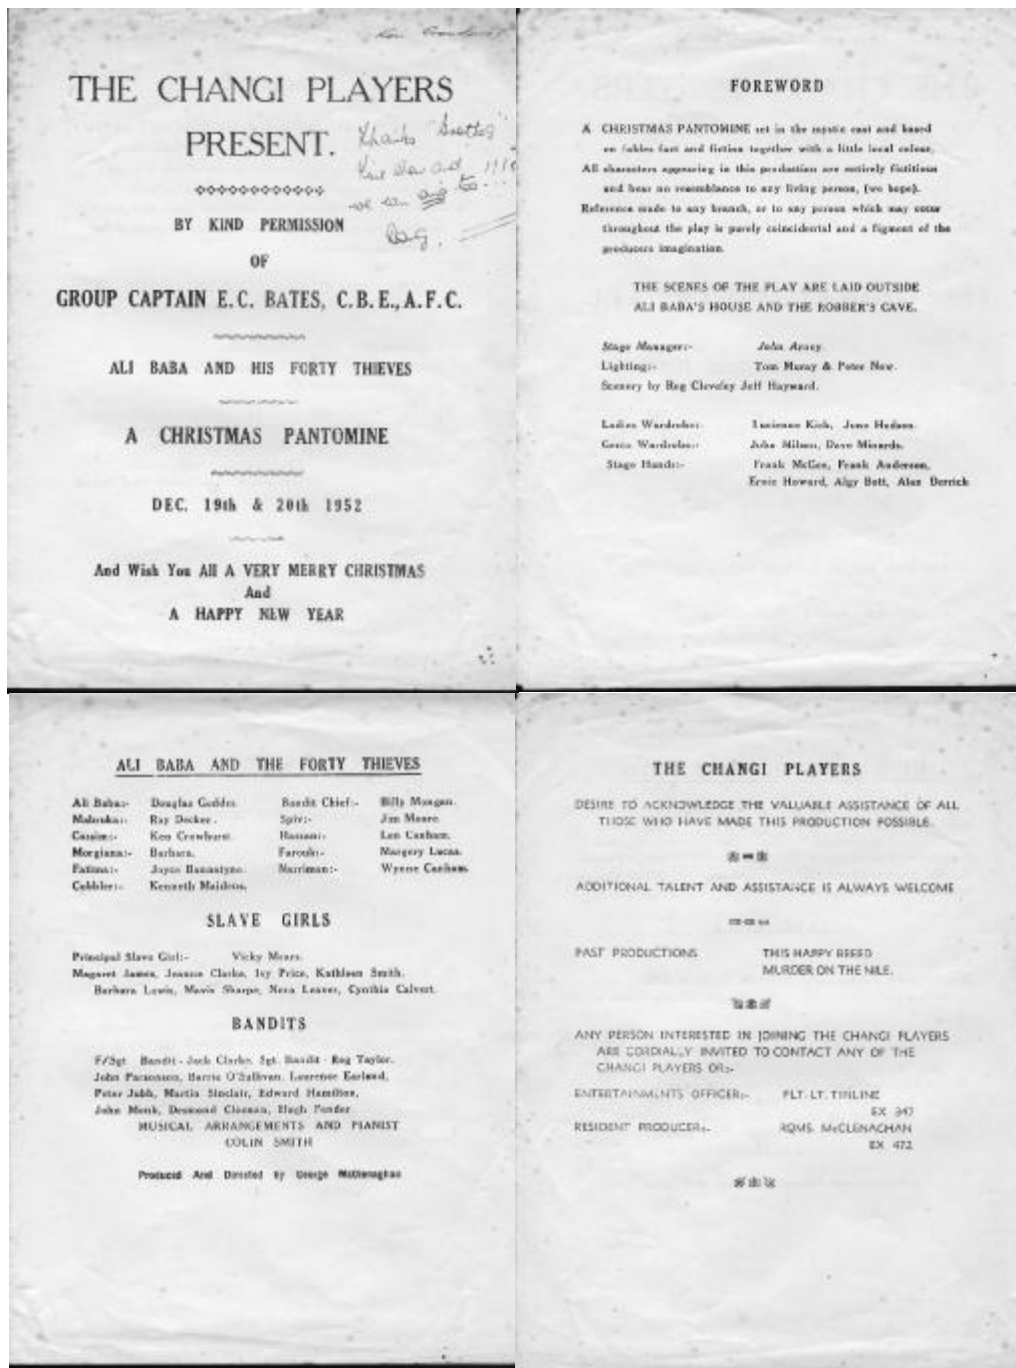 THE CHANGI PLAYERS
PRESENT.
Thanks
BY KIND PERMISSION
OF
GROUP CAPTAIN E.C. BATES, C.B.E., A.F.C.
ALI BABA AND HIS FORTY THIEVES
A CHRISTMAS PANTOMINE
DEC. 19th & 20th 1952
And Wish You All A VERY MERRY CHRISTMAS
And
A HAPPY NEW YEAR
FOREWORD
A CHRISTMAS PANTOMINE set in the mystic east and based
on fables fact and fiction together with a little local colour,
All characters appearing in this production are entirely fictitious
and bear no resemblance to any living person, (we hope).
Reference made to any branch, or to any person which may occur
throughout the play is purely coincidental and a figment of the
producers imagination.
THE SCENES OF THE PLAY ARE LAID OUTSIDE
ALI BABA'S HOUSE AND THE ROBBER'S CAVE.
Stage Manager:- John
Lighting:- Tom Muray & Peter New.
Scenery by Reg Cleveley Jeff Hayward.
Ladies Wardrobe:- Lucienne Kick, June Hudson.
Gents Wardrobe:- John Milson, Dave Minards.
Stage Hands:- Frank McGee, Frank Anderson,
Ernie Howard, Algy Bott, Alan Derrick
ALI BABA AND THE FORTY THIEVES
Ali Baba:- Douglas Geddes. Bandit Chief:- Billy Mangan.
Ray Decker. Spiv:- Jim Moore.
Cassim:- Ken Crowhurst. Hassan:- Len Canham.
Morgiana:- Barbara. Farouk:- Margery Lucas.
Fatima:- Joyce Bannatyne. Narriman:- Wynne Canham.
Cobbler:- Kenneth Maidens.
SLAVE GIRLS
Principal Slave Girl:- Vicky Mears.
Magaret James, Jeanne Clarke, Ivy Price, Kathleen Smith.
Barbara Lewis, Mavis Sharpe, Nora Leaver, Cynthia Calvert.
BANDITS
F/Sgt. Bandit - Jack Clarke, Sgt. Bandit - Reg Taylor.
John Barrie O'Sullivan, Laurence Earland,
Peter Jubb, Martin Sinclair, Edward Hamilton,
John Monk, Desmond Hugh
MUSICAL ARRANGEMENTS AND PIANIST
COLIN SMITH
Produced And Directed By George McClenaghan
THE CHANGI PLAYERS
DESIRE TO ACKNOWLEDGE THE VALUABLE ASSISTANCE OF ALL
THOSE WHO HAVE MADE THIS PRODUCTION POSSIBLE.
ADDITIONAL TALENT AND ASSISTANCE IS ALWAYS WELCOME
PAST PRODUCTIONS THIS HAPPY BREED
MURDER ON THE NILE.
ANY PERSON INTERESTED IN JOINING THE CHANGI PLAYERS
ARE CORDIALLY INVITED TO CONTACT ANY OF THE
CHANGI PLAYERS OR:-
ENTERTAINMENTS OFFICER:- FLT. LT. TINLINE
EX 347
RESIDENT PRODUCER:- RQMS. McCLENAGHAN
EX 472